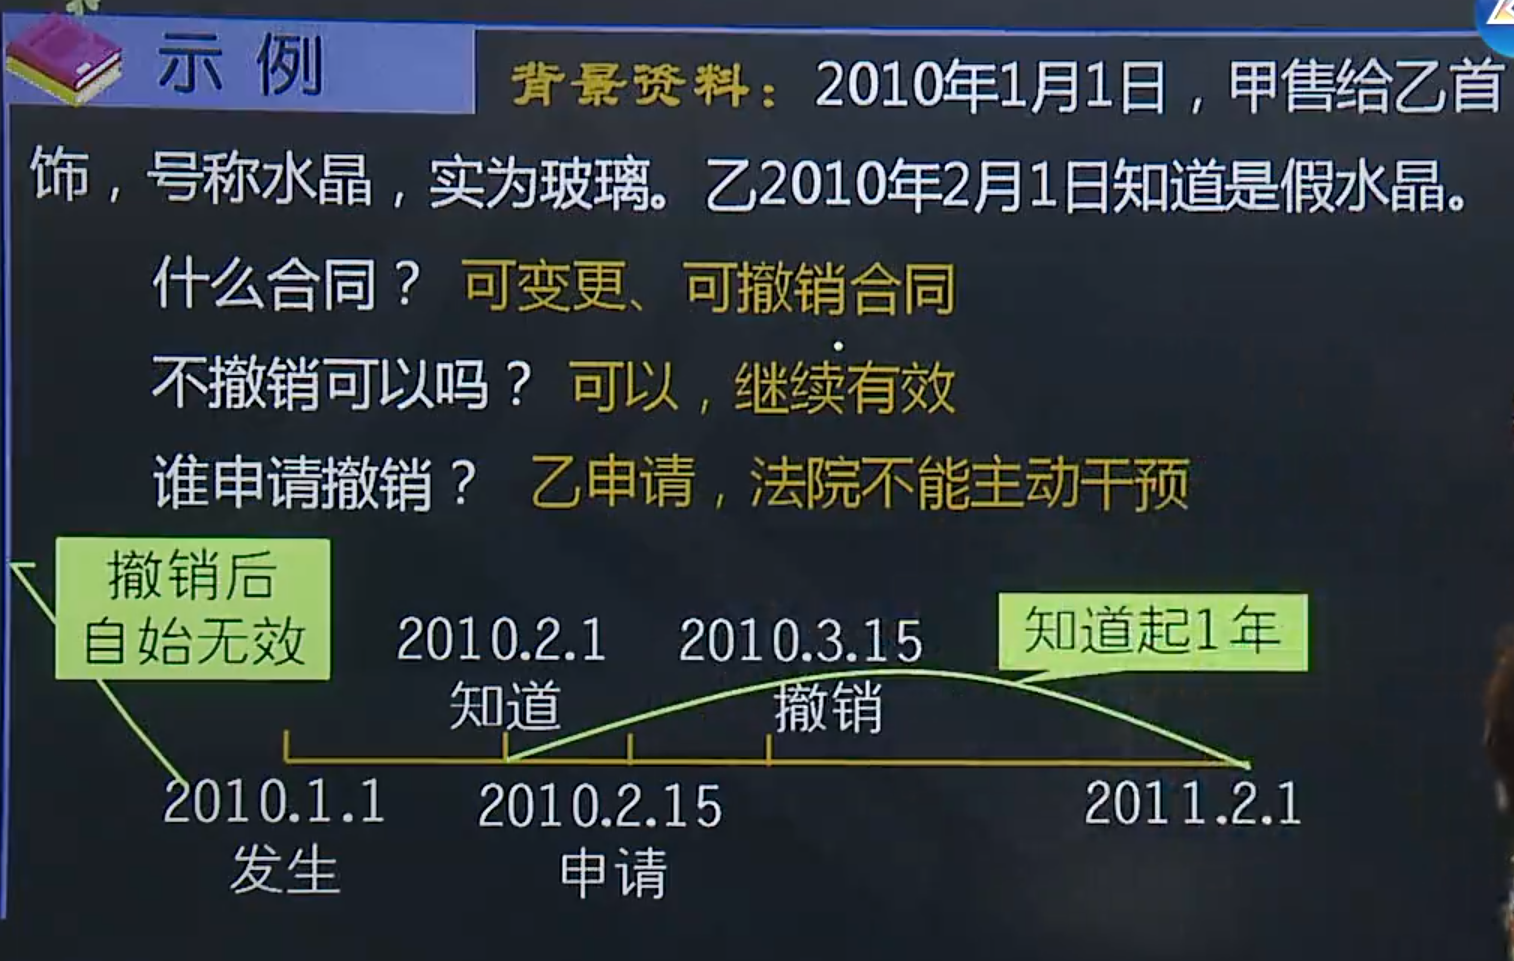 示例
背景资料：2010年1月1日，甲售给乙首
饰，号称水晶，实为玻璃。乙2010年2月1日知道是假水晶。
什么合同？ 可变更、可撤销合同
不撤销可以吗？ 可以，继续有效
谁申请撤销？ 乙申请，法院不能主动干预
撤销后
自始无效
2010.2.1
知道
2010.3.15
撤销
知道起1年
2010.1.1
发生
2010.2.15
申请
2011.2.1